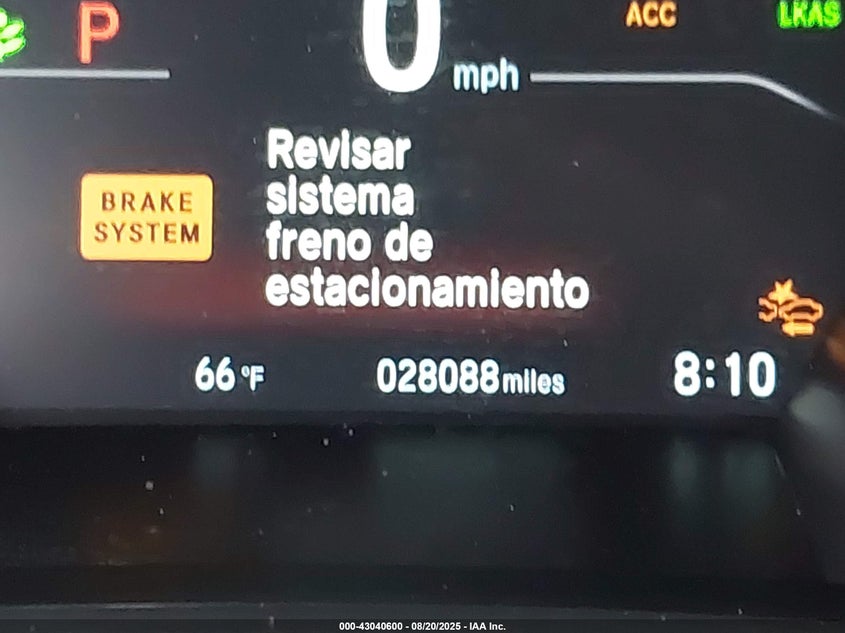 P
0 mph
ACC
LKAS
BRAKE
SYSTEM
Revisar
sistema
freno de
estacionamiento
66 °F
028088 miles
8:10
000-43040600 - 08/20/2025 - IAA Inc.